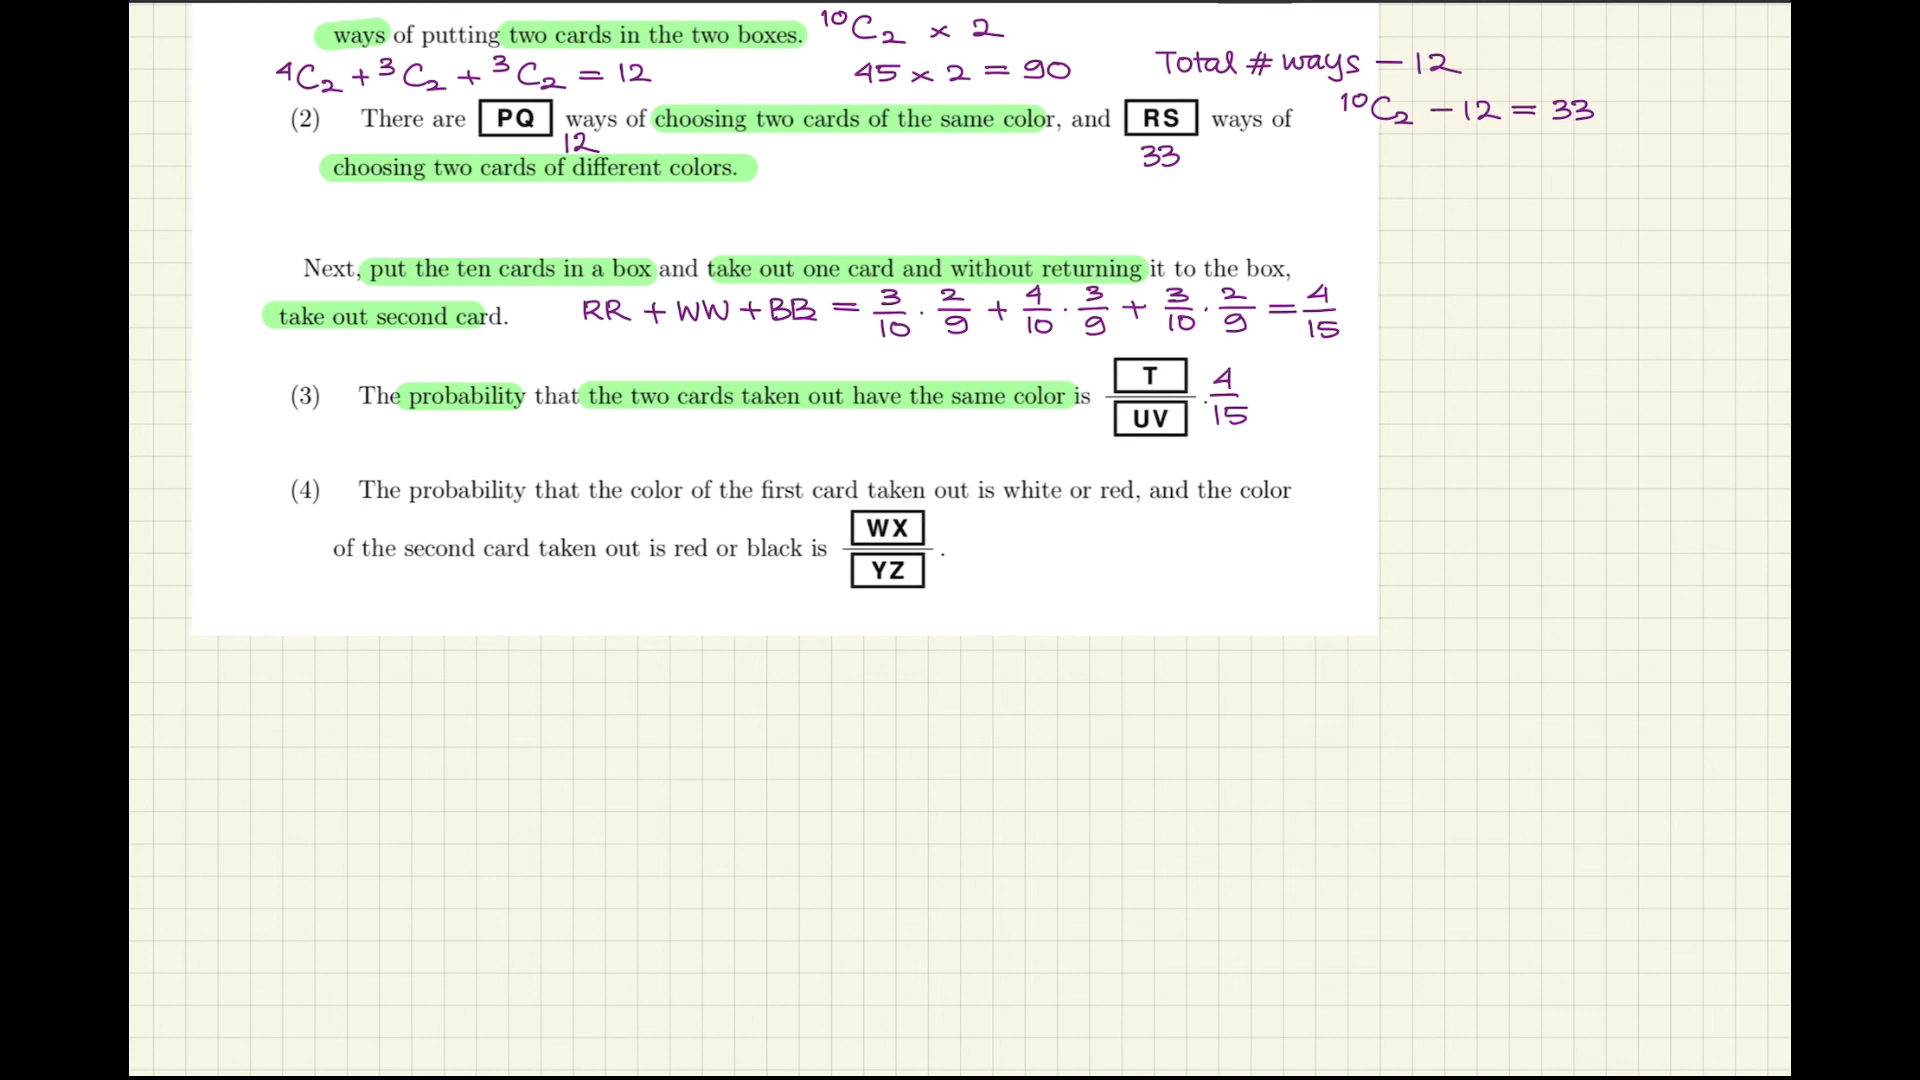 ways of putting two cards in the two boxes. ¹⁰C₂ × 2
⁴C₂ + ³C₂ + ³C₂ = 12 45 × 2 = 90 Total # ways − 12
(2) There are PQ ways of choosing two cards of the same color, and RS ways of ¹⁰C₂ − 12 = 33
12 33
choosing two cards of different colors.
Next, put the ten cards in a box and take out one card and without returning it to the box,
take out second card. RR + WW + BB = 3/10 · 2/9 + 4/10 · 3/9 + 3/10 · 2/9 = 4/15
(3) The probability that the two cards taken out have the same color is T/UV . 4/15
(4) The probability that the color of the first card taken out is white or red, and the color
of the second card taken out is red or black is WX/YZ .